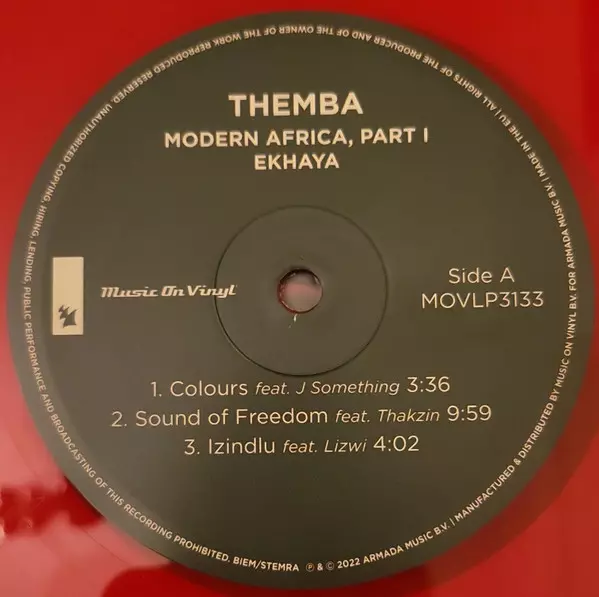 THEMBA
MODERN AFRICA, PART I
EKHAYA
Music On Vinyl
Side A
MOVLP3133
1. Colours feat. J Something 3:36
2. Sound of Freedom feat. Thakzin 9:59
3. Izindlu feat. Lizwi 4:02
ALL RIGHTS OF THE PRODUCER AND OF THE OWNER OF THE WORK REPRODUCED RESERVED. UNAUTHORIZED COPYING, HIRING, LENDING, PUBLIC PERFORMANCE AND BROADCASTING OF THIS RECORDING PROHIBITED. BIEM/STEMRA ℗ & © 2022 ARMADA MUSIC B.V. | MANUFACTURED & DISTRIBUTED BY MUSIC ON VINYL B.V. FOR ARMADA MUSIC B.V. | MADE IN THE EU |